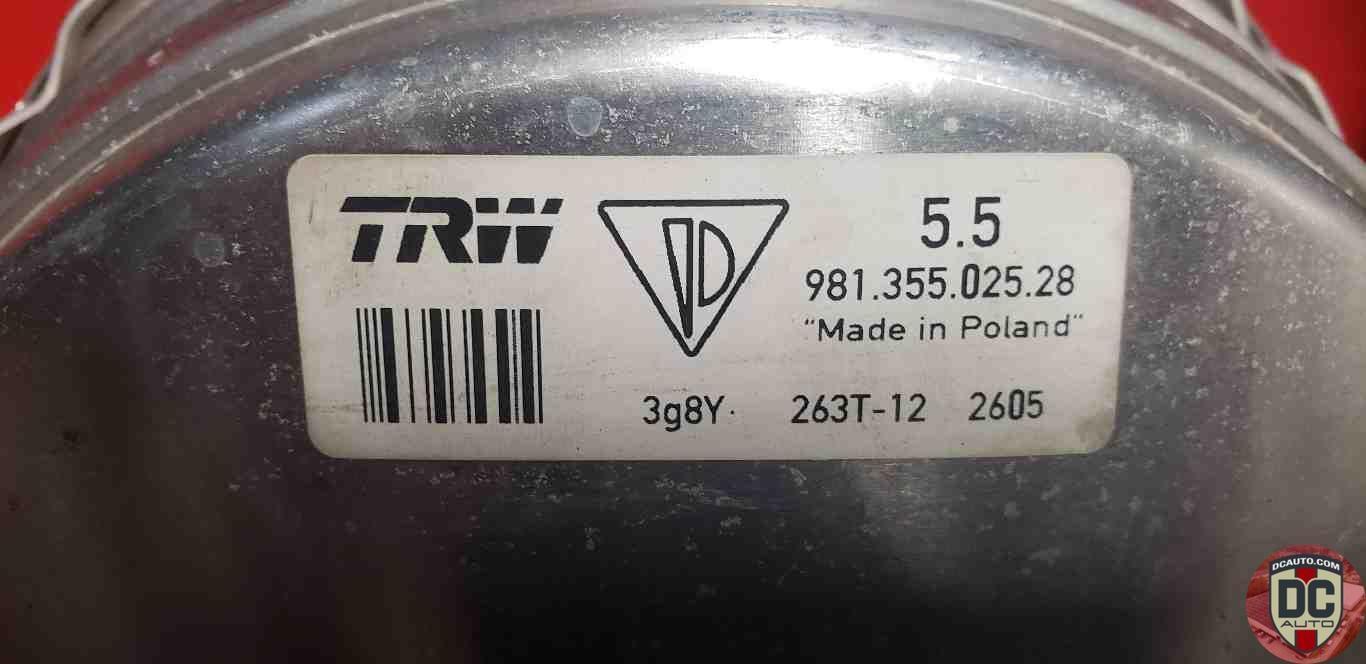 TRW
5.5
981.355.025.28
"Made in Poland"
3g8Y. 263T-12 2605
DCAUTO.COM
DC
AUTO